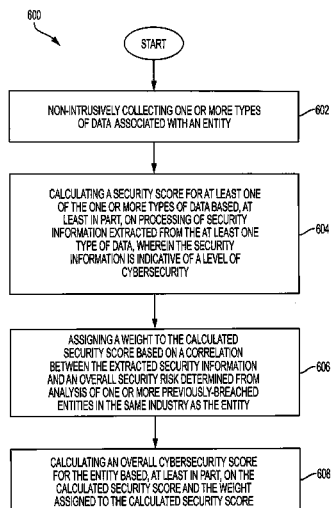 600
START
NON-INTRUSIVELY COLLECTING ONE OR MORE TYPES
OF DATA ASSOCIATED WITH AN ENTITY
602
CALCULATING A SECURITY SCORE FOR AT LEAST ONE
OF THE ONE OR MORE TYPES OF DATA BASED, AT
LEAST IN PART, ON PROCESSING OF SECURITY
INFORMATION EXTRACTED FROM THE AT LEAST ONE
TYPE OF DATA, WHEREIN THE SECURITY
INFORMATION IS INDICATIVE OF A LEVEL OF
CYBERSECURITY
604
ASSIGNING A WEIGHT TO THE CALCULATED
SECURITY SCORE BASED ON A CORRELATION
BETWEEN THE EXTRACTED SECURITY INFORMATION
AND AN OVERALL SECURITY RISK DETERMINED FROM
ANALYSIS OF ONE OR MORE PREVIOUSLY-BREACHED
ENTITIES IN THE SAME INDUSTRY AS THE ENTITY
606
CALCULATING AN OVERALL CYBERSECURITY SCORE
FOR THE ENTITY BASED, AT LEAST IN PART, ON THE
CALCULATED SECURITY SCORE AND THE WEIGHT
ASSIGNED TO THE CALCULATED SECURITY SCORE
608